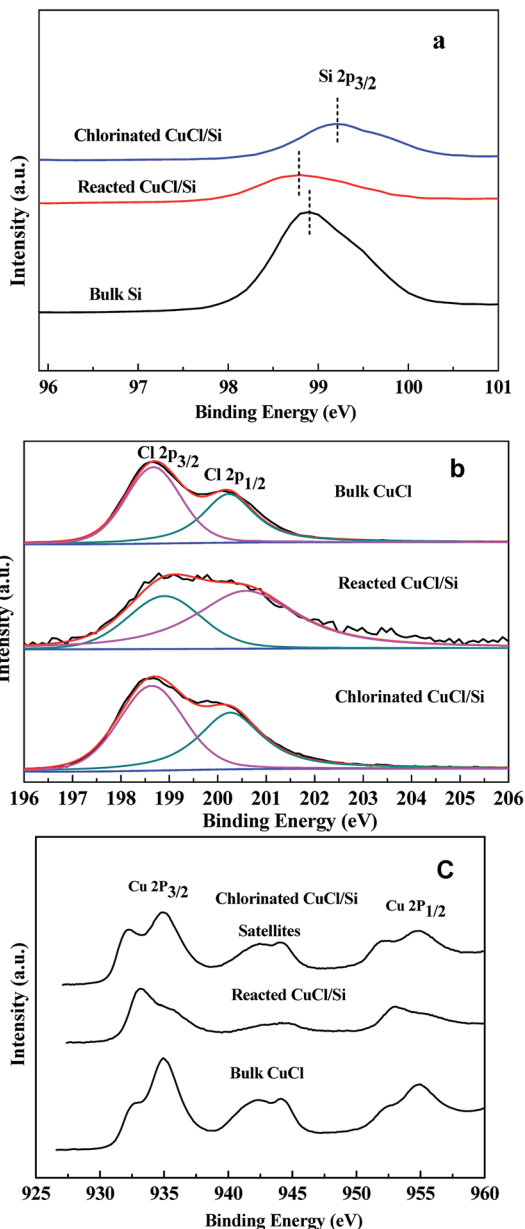 a
Si 2p3/2
Chlorinated CuCl/Si
Reacted CuCl/Si
Bulk Si
Intensity (a.u.)
96 97 98 99 100 101
Binding Energy (eV)
b
Cl 2p3/2
Cl 2p1/2
Bulk CuCl
Reacted CuCl/Si
Chlorinated CuCl/Si
Intensity (a.u.)
196 197 198 199 200 201 202 203 204 205 206
Binding Energy (eV)
C
Cu 2P3/2
Chlorinated CuCl/Si
Cu 2P1/2
Satellites
Reacted CuCl/Si
Bulk CuCl
Intensity (a.u.)
925 930 935 940 945 950 955 960
Binding Energy (eV)